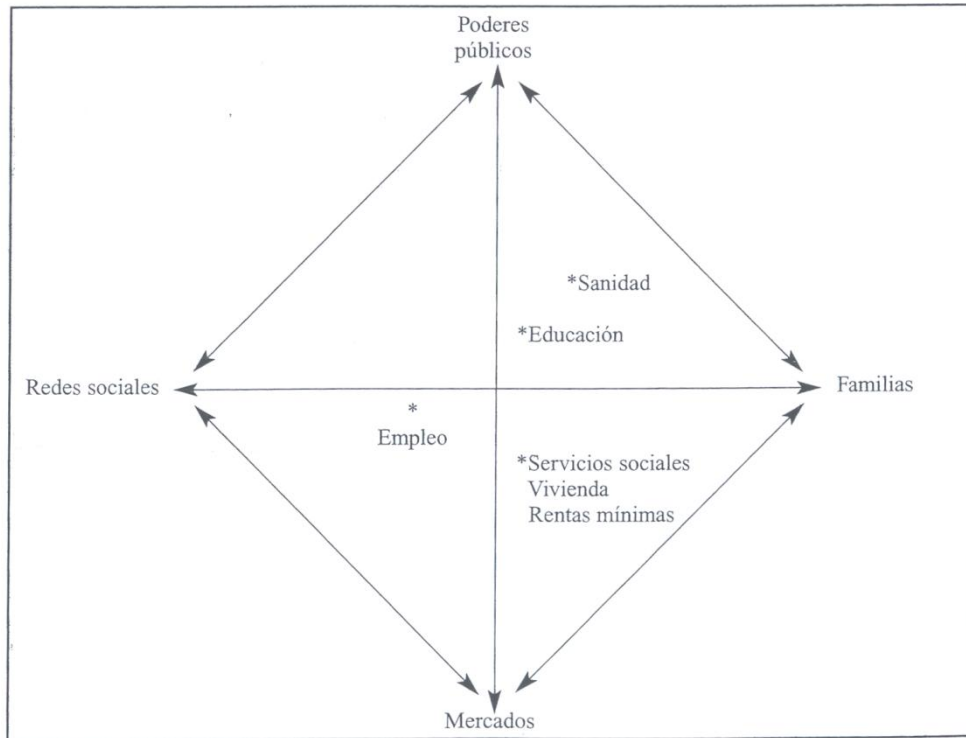 Poderes
públicos
*Sanidad
*Educación
Redes sociales
Familias
*
Empleo
*Servicios sociales
Vivienda
Rentas mínimas
Mercados